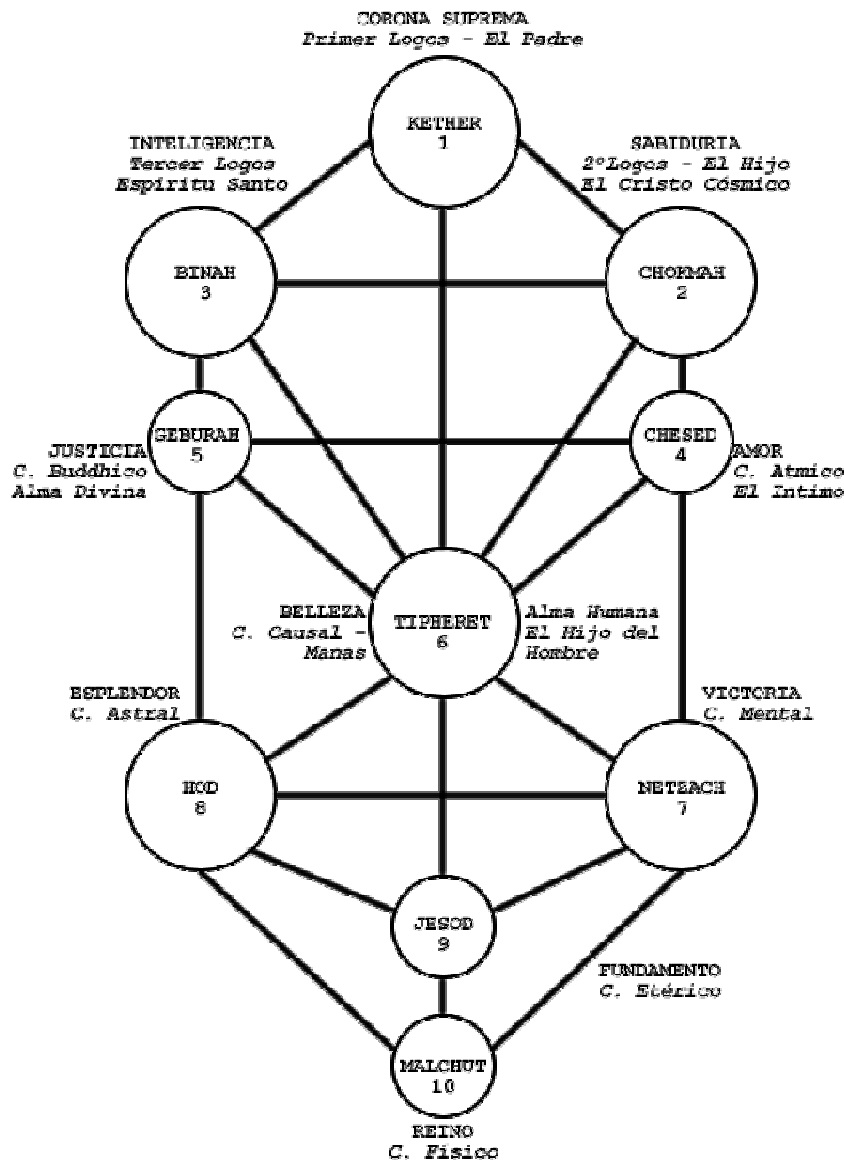 CORONA SUPREMA
Primer Logos - El Padre
KETHER
1
INTELIGENCIA
Tercer Logos
Espíritu Santo
SABIDURIA
2ºLogos - El Hijo
El Cristo Cósmico
BINAH
3
CHOKMAH
2
GEBURAH
5
CHESED
4
JUSTICIA
C. Buddhico
Alma Divina
AMOR
C. Atmico
El Intimo
BELLEZA
C. Causal -
Manas
TIPHERET
6
Alma Humana
El Hijo del
Hombre
ESPLENDOR
C. Astral
VICTORIA
C. Mental
HOD
8
NETZACH
7
JESOD
9
FUNDAMENTO
C. Etérico
MALCHUT
10
REINO
C. Físico